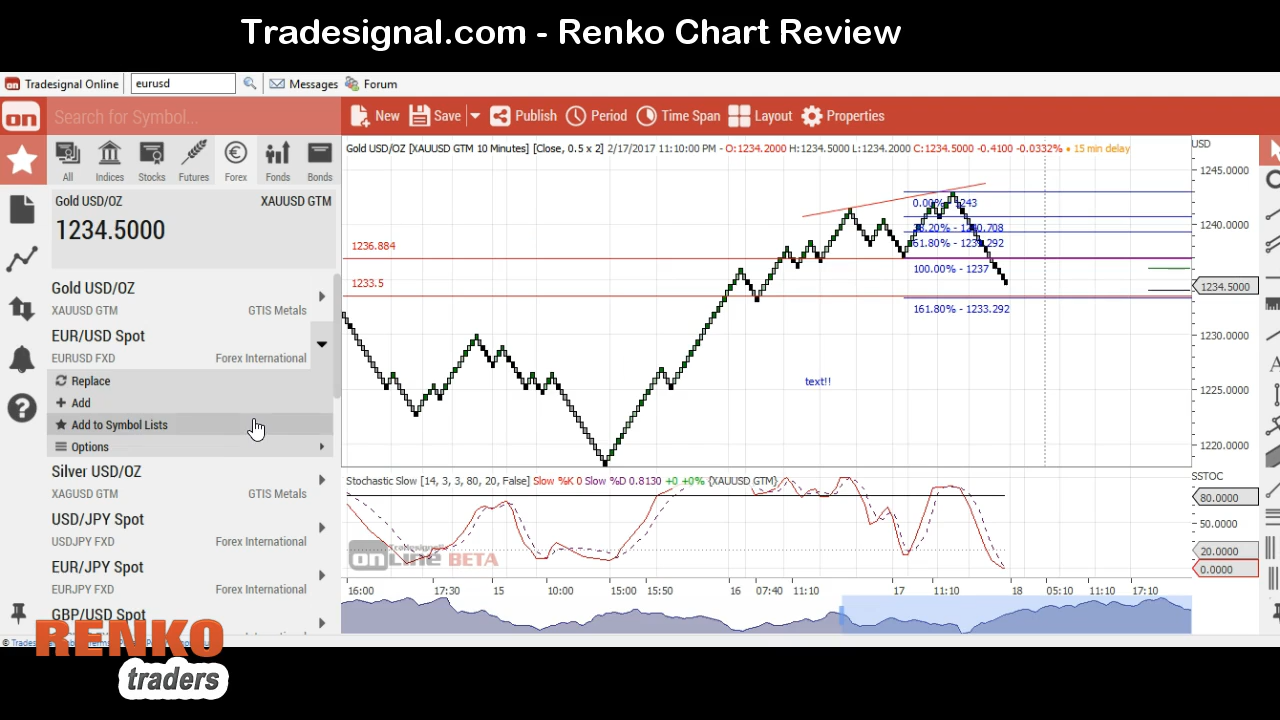 Tradesignal.com - Renko Chart Review
on Tradesignal Online eurusd Messages Forum
on Search for Symbol... New Save Publish Period Time Span Layout Properties
All Indices Stocks Futures Forex Fonds Bonds
Gold USD/OZ XAUUSD GTM
1234.5000
Gold USD/OZ
XAUUSD GTM GTIS Metals
EUR/USD Spot
EURUSD FXD Forex International
Replace
Add
Add to Symbol Lists
Options
Silver USD/OZ
XAGUSD GTM GTIS Metals
USD/JPY Spot
USDJPY FXD Forex International
EUR/JPY Spot
EURJPY FXD Forex International
GBP/USD Spot
Gold USD/OZ [XAUUSD GTM 10 Minutes] [Close, 0.5 x 2] 2/17/2017 11:10:00 PM - O:1234.2000 H:1234.5000 L:1234.2000 C:1234.5000 -0.4100 -0.0332% • 15 min delay
USD
1245.0000
1240.0000
1234.5000
1230.0000
1225.0000
1220.0000
1236.884
1233.5
0.00% - 1243
61.80% - 1239.292
100.00% - 1237
161.80% - 1233.292
text!!
Stochastic Slow [14, 3, 3, 80, 20, False] Slow %K 0 Slow %D 0.8130 +0 +0% (XAUUSD GTM)
SSTOC
80.0000
50.0000
20.0000
0.0000
Tradesignal
online BETA
16:00 17:30 15 10:00 15:00 15:50 16 07:40 11:10 17 11:10 18 05:10 11:10 17:10
RENKO
traders